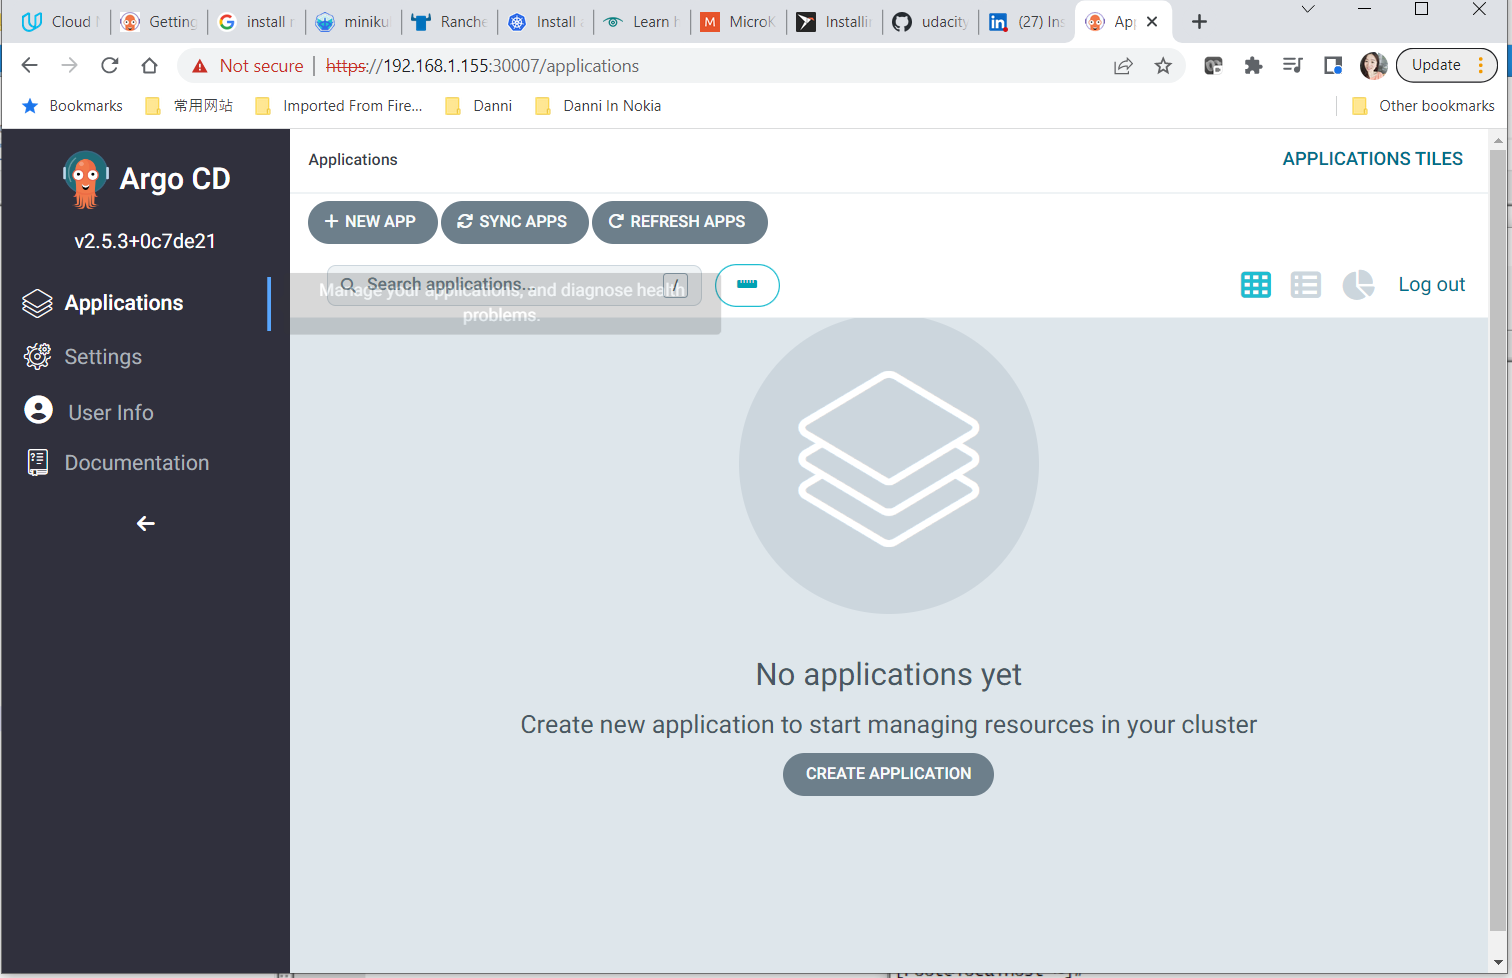 Cloud
Getting
install
miniku
Ranche
Install
Learn
MicroK
Installin
udacity
(27) Ins
Ap
Not secure
https://192.168.1.155:30007/applications
Update
Bookmarks
常用网站
Imported From Fire...
Danni
Danni In Nokia
Other bookmarks
Argo CD
v2.5.3+0c7de21
Applications
Settings
User Info
Documentation
Applications
APPLICATIONS TILES
NEW APP
SYNC APPS
REFRESH APPS
Search applications...
/
Manage your applications, and diagnose health
problems.
Log out
No applications yet
Create new application to start managing resources in your cluster
CREATE APPLICATION